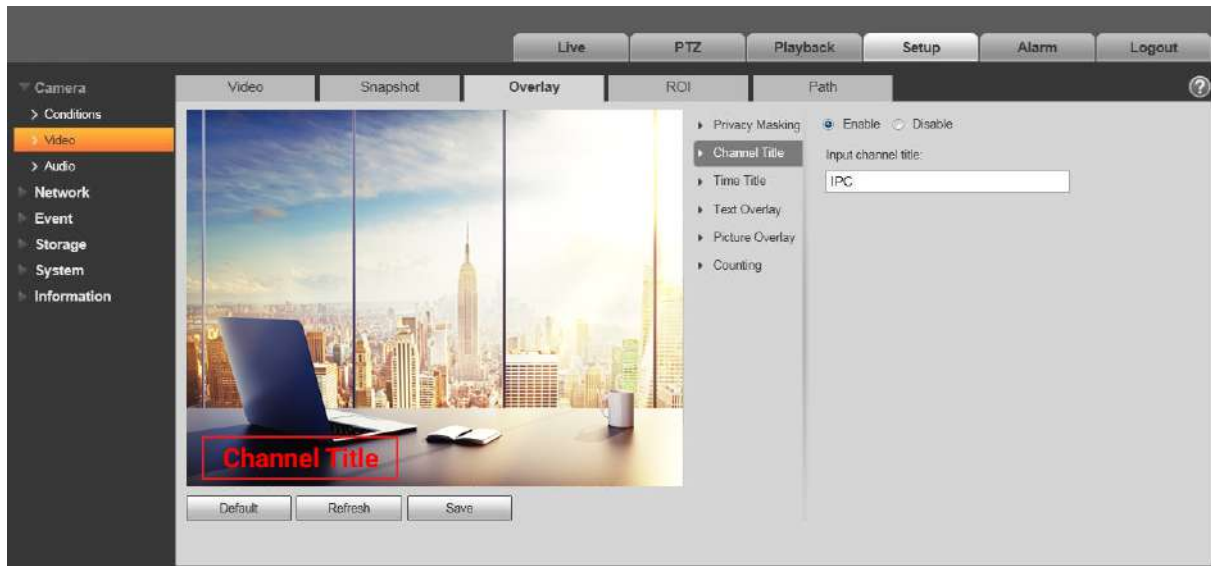 Live PTZ Playback Setup Alarm Logout
Camera
Conditions
Video
Audio
Network
Event
Storage
System
Information
Video Snapshot Overlay ROI Path
?
Privacy Masking
Channel Title
Time Title
Text Overlay
Picture Overlay
Counting
Enable Disable
Input channel title:
IPC
Channel Title
Default Refresh Save